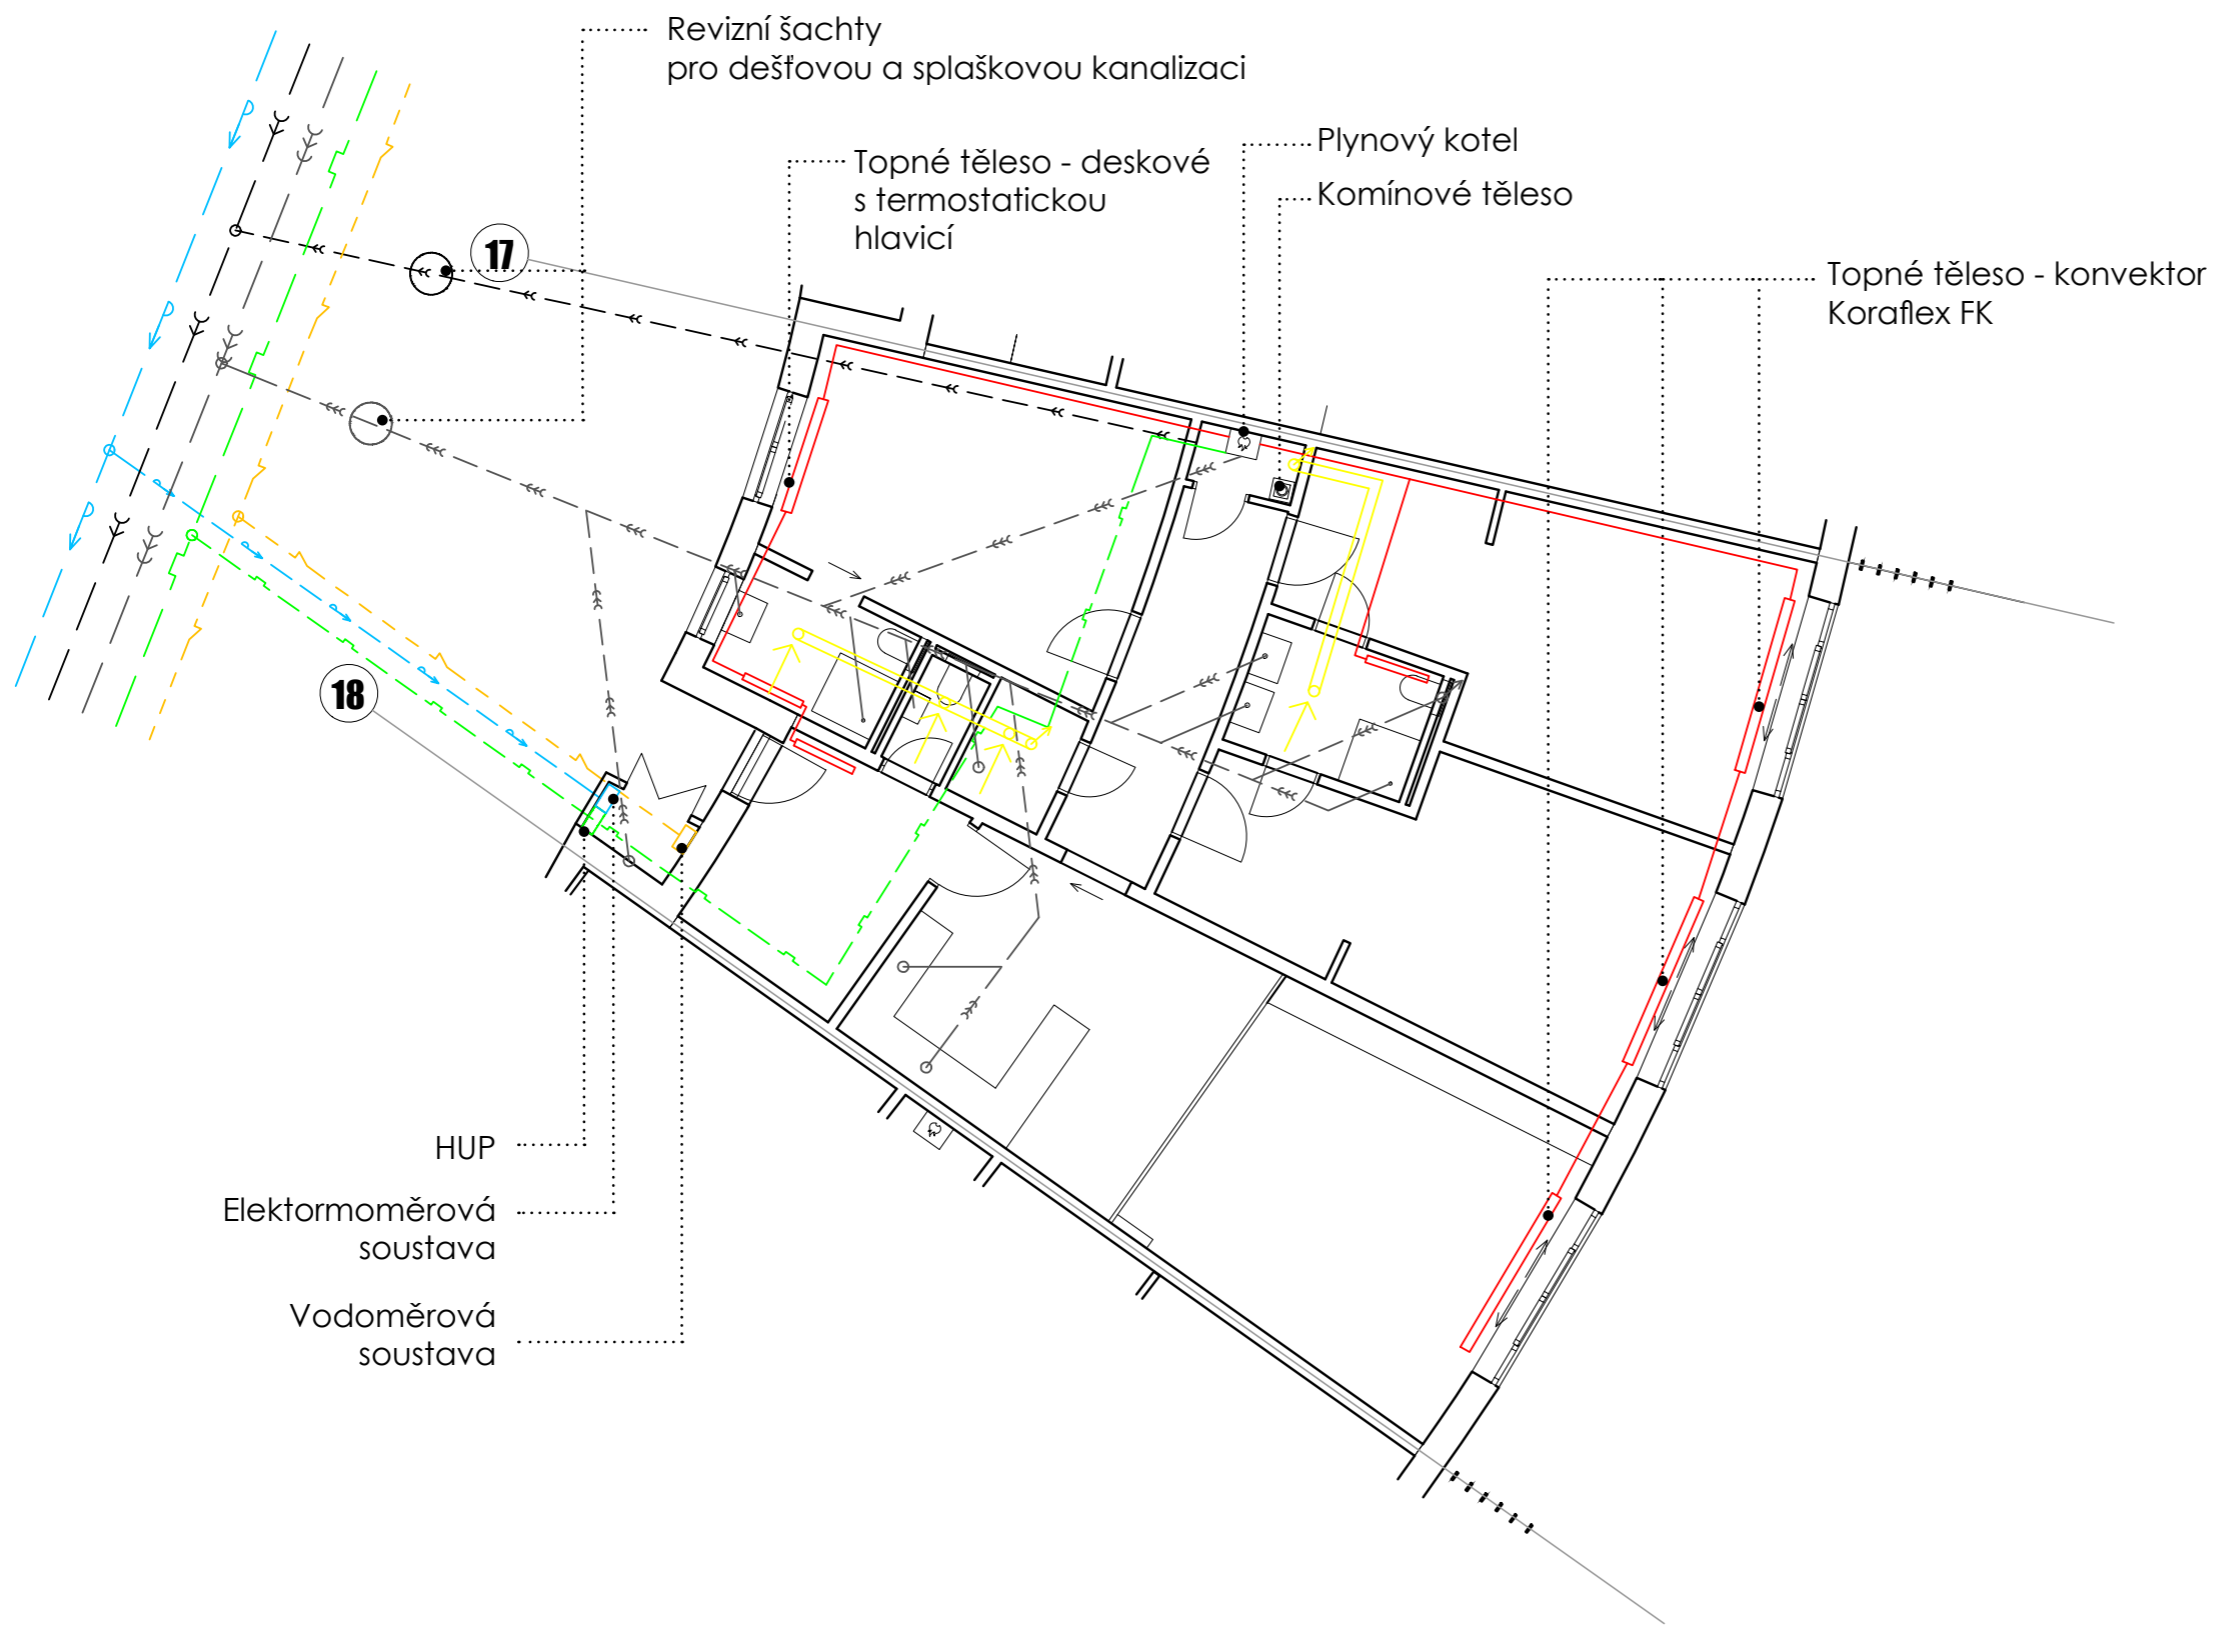 Revizní šachty
pro dešťovou a splaškovou kanalizaci
Plynový kotel
Topné těleso - deskové
s termostatickou
hlavicí
Komínové těleso
17
Topné těleso - konvektor
Koraflex FK
18
HUP
Elektormoměrová
soustava
Vodoměrová
soustava